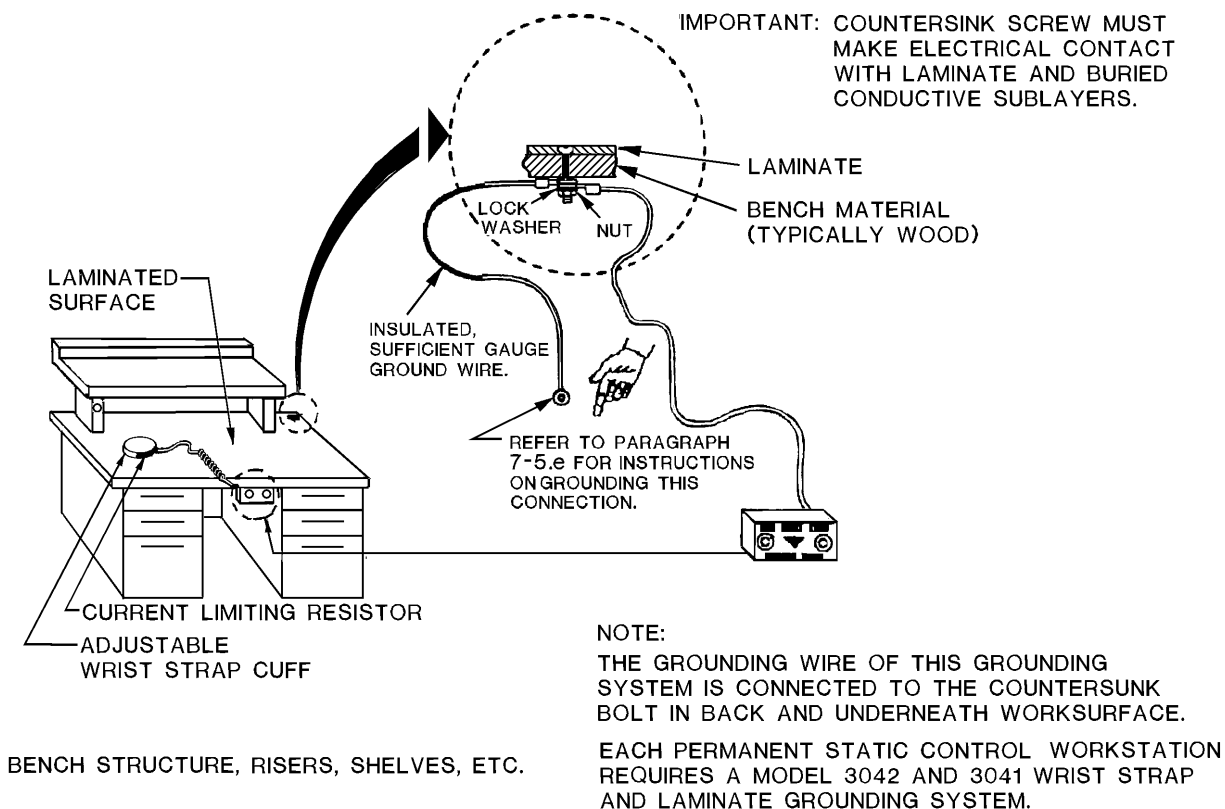 IMPORTANT: COUNTERSINK SCREW MUST
MAKE ELECTRICAL CONTACT
WITH LAMINATE AND BURIED
CONDUCTIVE SUBLAYERS.
LAMINATE
BENCH MATERIAL
(TYPICALLY WOOD)
LOCK
WASHER
NUT
LAMINATED
SURFACE
INSULATED,
SUFFICIENT GAUGE
GROUND WIRE.
REFER TO PARAGRAPH
7-5.e FOR INSTRUCTIONS
ON GROUNDING THIS
CONNECTION.
CURRENT LIMITING RESISTOR
ADJUSTABLE
WRIST STRAP CUFF
NOTE:
THE GROUNDING WIRE OF THIS GROUNDING
SYSTEM IS CONNECTED TO THE COUNTERSUNK
BOLT IN BACK AND UNDERNEATH WORKSURFACE.
BENCH STRUCTURE, RISERS, SHELVES, ETC.
EACH PERMANENT STATIC CONTROL WORKSTATION
REQUIRES A MODEL 3042 AND 3041 WRIST STRAP
AND LAMINATE GROUNDING SYSTEM.